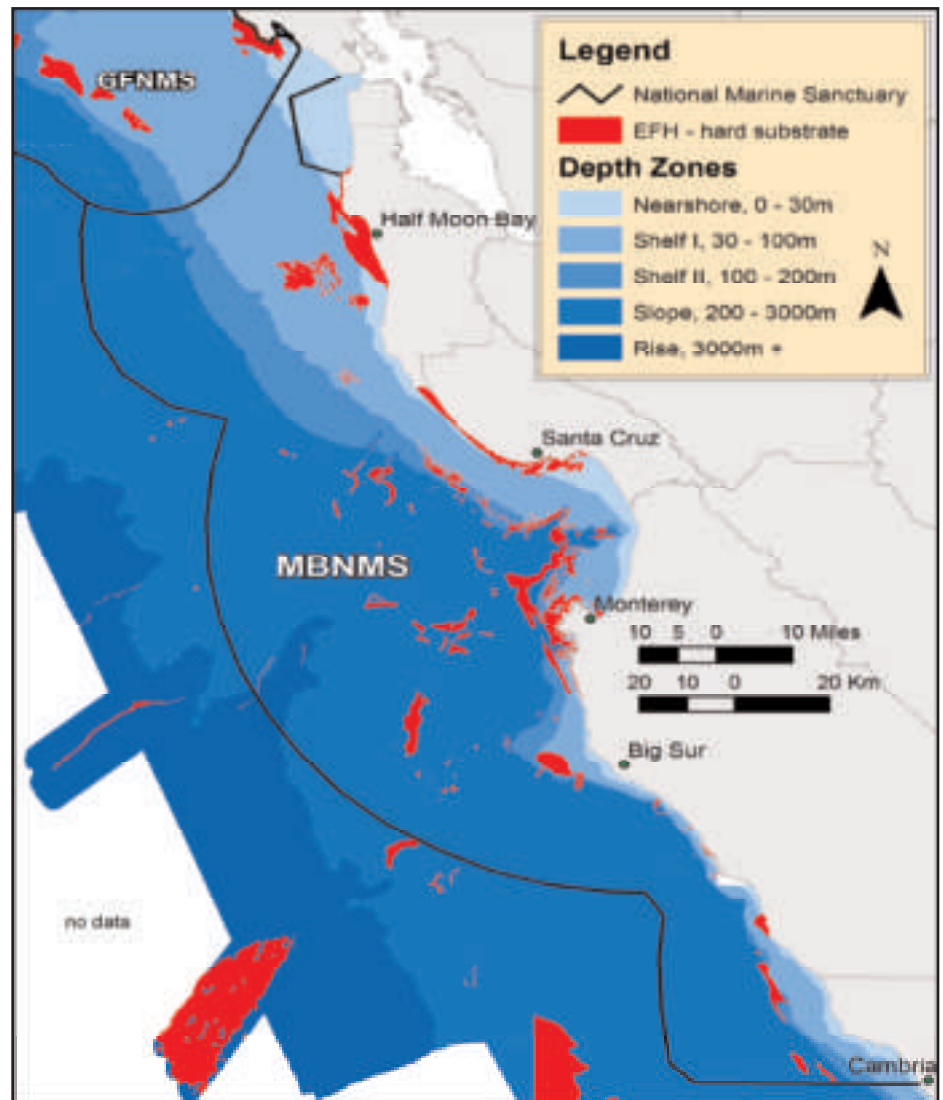 GFNMS
Legend
National Marine Sanctuary
EFH - hard substrate
Depth Zones
Nearshore, 0 - 30m
Shelf I, 30 - 100m
Shelf II, 100 - 200m
Slope, 200 - 3000m
Rise, 3000m +
N
Half Moon Bay
Santa Cruz
MBNMS
Monterey
10 5 0 10 Miles
20 10 0 20 Km
Big Sur
no data
Cambria